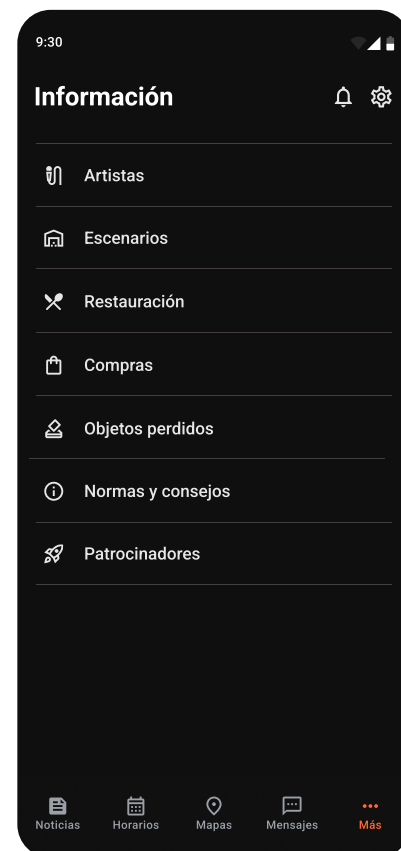 9:30
Información
Artistas
Escenarios
Restauración
Compras
Objetos perdidos
Normas y consejos
Patrocinadores
Noticias Horarios Mapas Mensajes Más